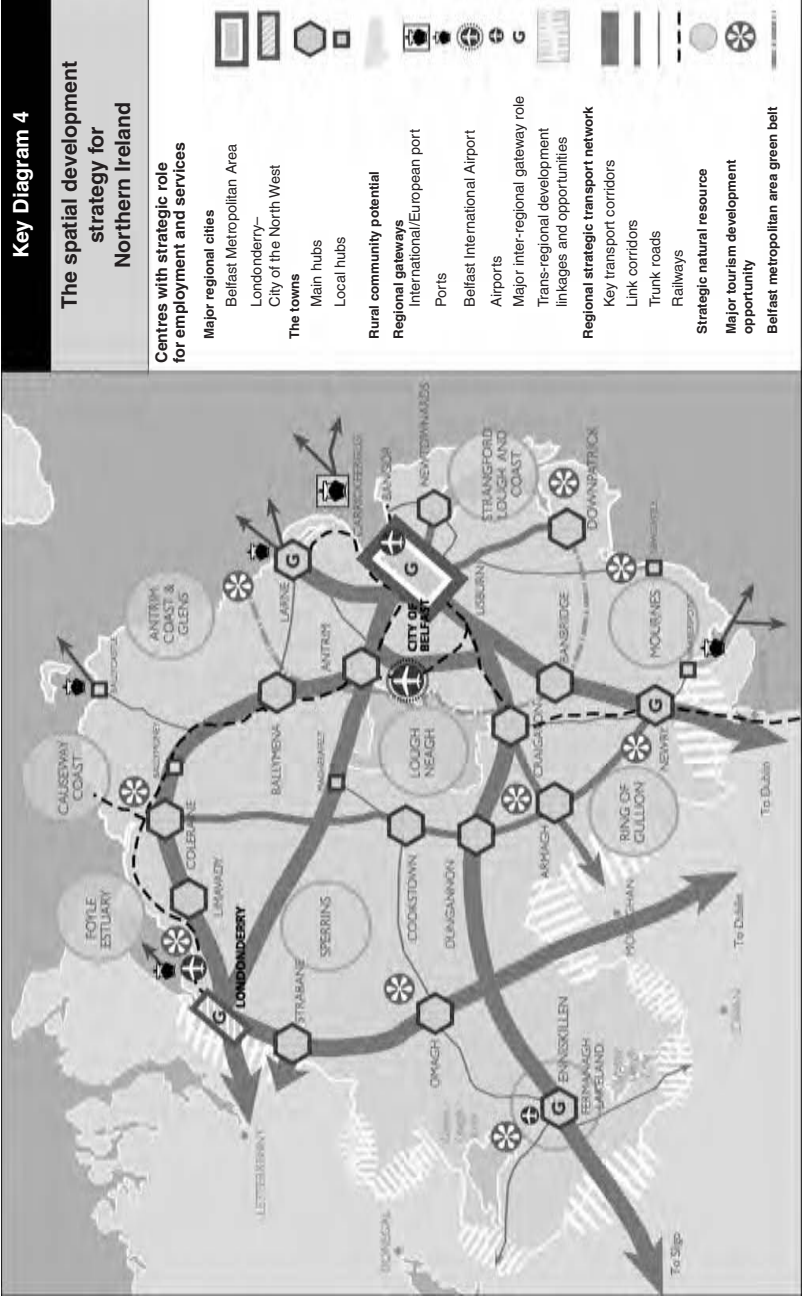 Key Diagram 4
The spatial development
strategy for
Northern Ireland
Centres with strategic role
for employment and services
Major regional cities
Belfast Metropolitan Area
Londonderry–
City of the North West
The towns
Main hubs
Local hubs
Rural community potential
Regional gateways
International/European port
Ports
Belfast International Airport
Airports
G
Major inter-regional gateway role
Trans-regional development
linkages and opportunities
Regional strategic transport network
Key transport corridors
Link corridors
Trunk roads
Railways
Strategic natural resource
Major tourism development
opportunity
Belfast metropolitan area green belt
FOYLE
ESTUARY
CAUSEWAY
COAST
ANTRIM
COAST &
GLENS
BALLYCASTLE
BALLYMONEY
COLERAINE
LIMAVADY
LONDONDERRY
G
LETTERKENNY
STRABANE
SPERRINS
MAGHERAFELT
BALLYMENA
ANTRIM
LARNE
G
CARRICKFERGUS
BANGOR
NEWTOWNARDS
G
CITY OF
BELFAST
LISBURN
STRANGFORD
LOUGH AND
COAST
DOWNPATRICK
LOUGH
NEAGH
COOKSTOWN
DUNGANNON
CRAIGAVON
BANBRIDGE
ARMAGH
MOURNES
NEWRY
G
RING OF
GULLION
OMAGH
DONEGAL
ENNISKILLEN
G
FERMANAGH
LAKELAND
MONAGHAN
CAVAN
To Sligo
To Dublin
To Dublin